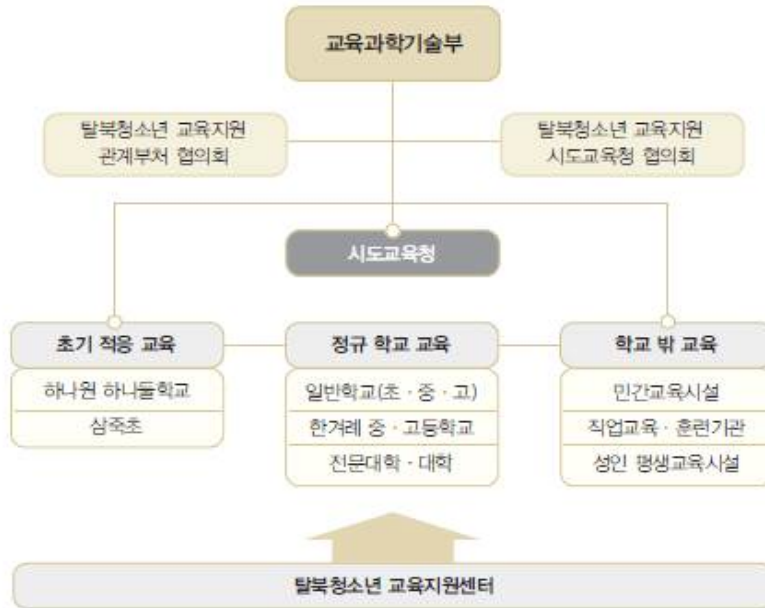 교육과학기술부
탈북청소년 교육지원
관계부처 협의회
탈북청소년 교육지원
시도교육청 협의회
시도교육청
초기 적응 교육
하나원 하나둘학교
삼죽초
정규 학교 교육
일반학교(초 · 중 · 고)
한겨레 중 · 고등학교
전문대학 · 대학
학교 밖 교육
민간교육시설
직업교육 · 훈련기관
성인 평생교육시설
탈북청소년 교육지원센터